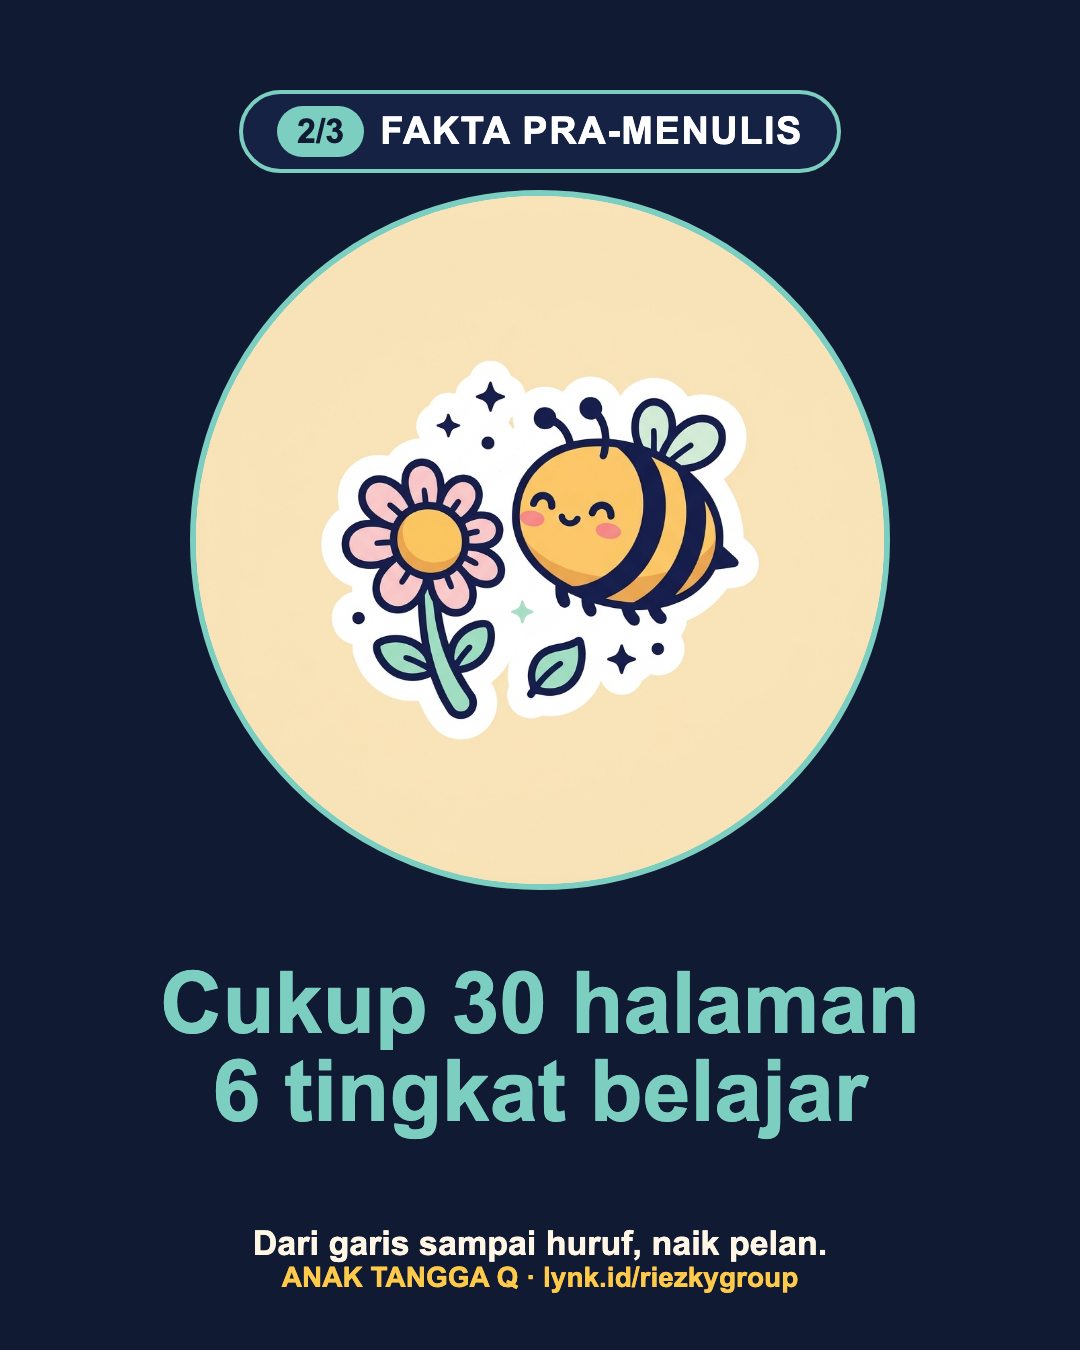 2/3 FAKTA PRA-MENULIS
Cukup 30 halaman
6 tingkat belajar
Dari garis sampai huruf, naik pelan.
ANAK TANGGA Q · lynk.id/riezkygroup